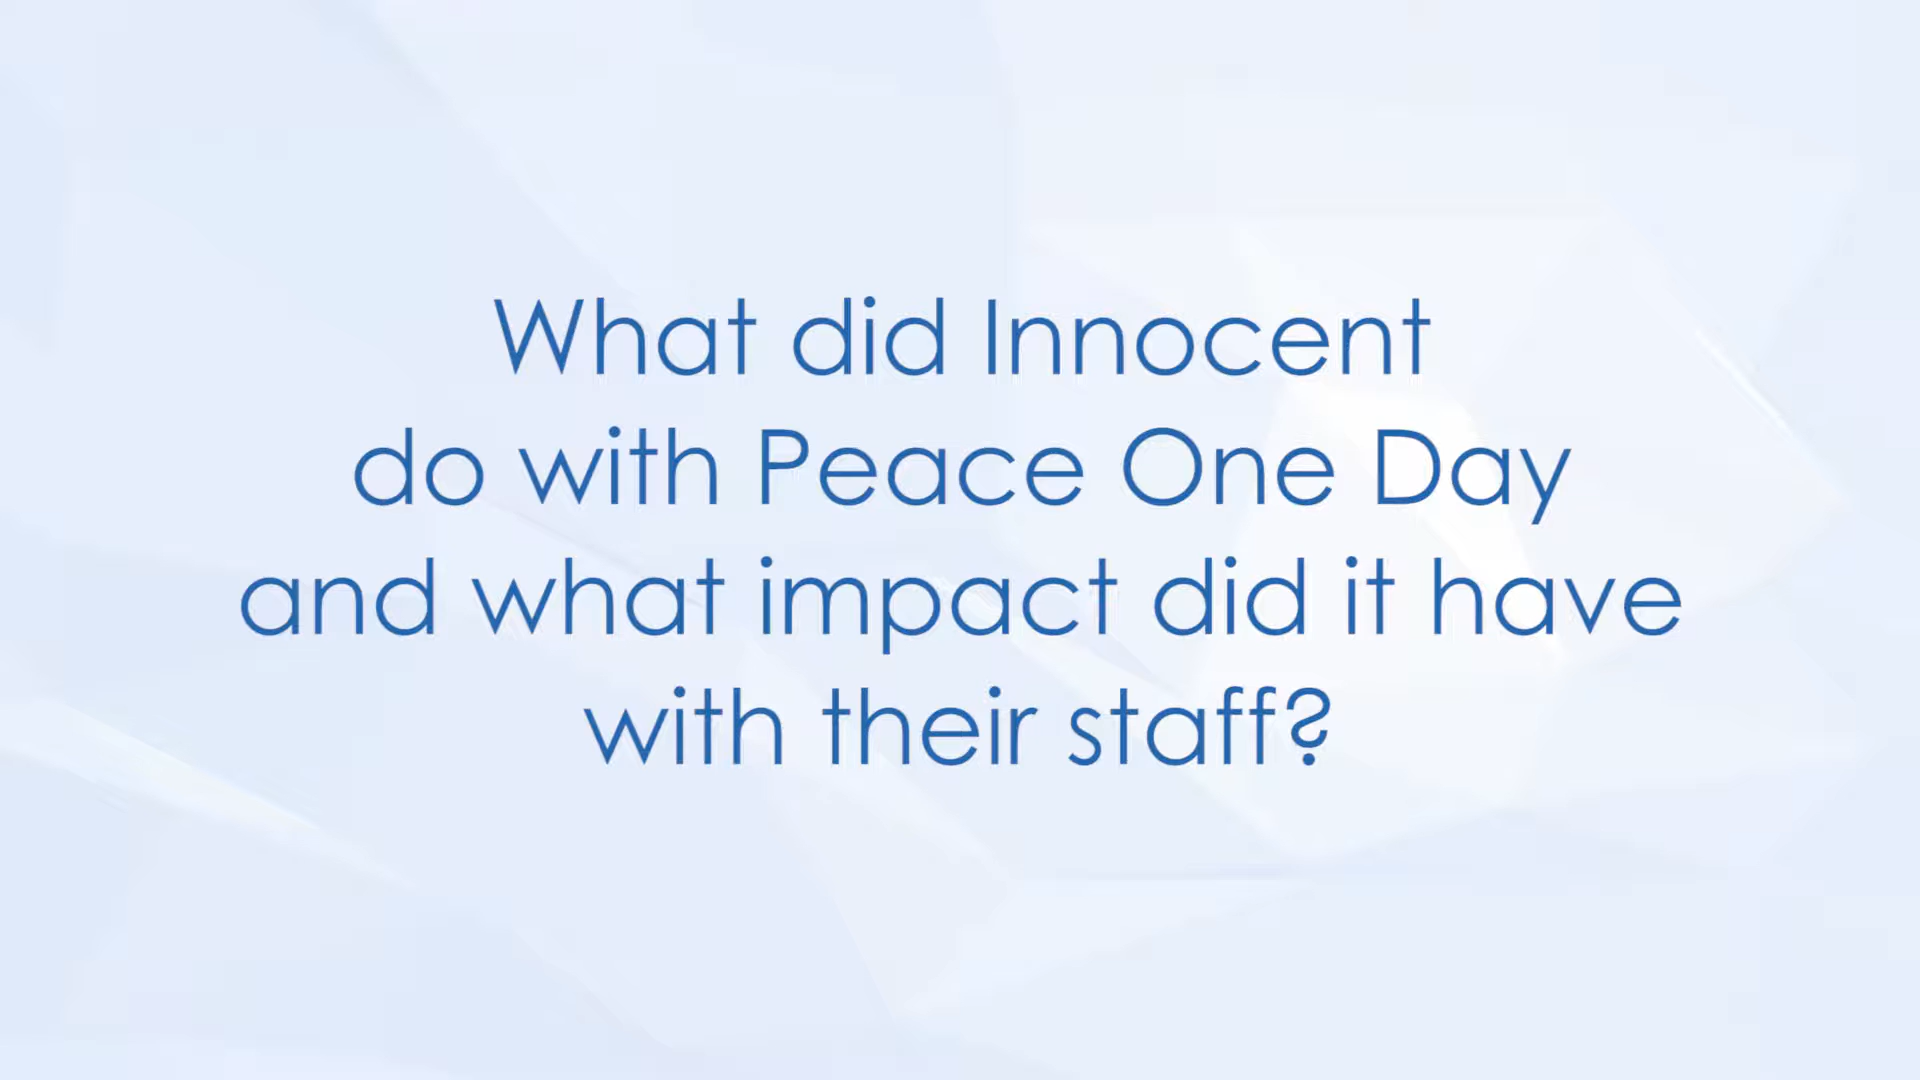 What did Innocent
do with Peace One Day
and what impact did it have
with their staff?